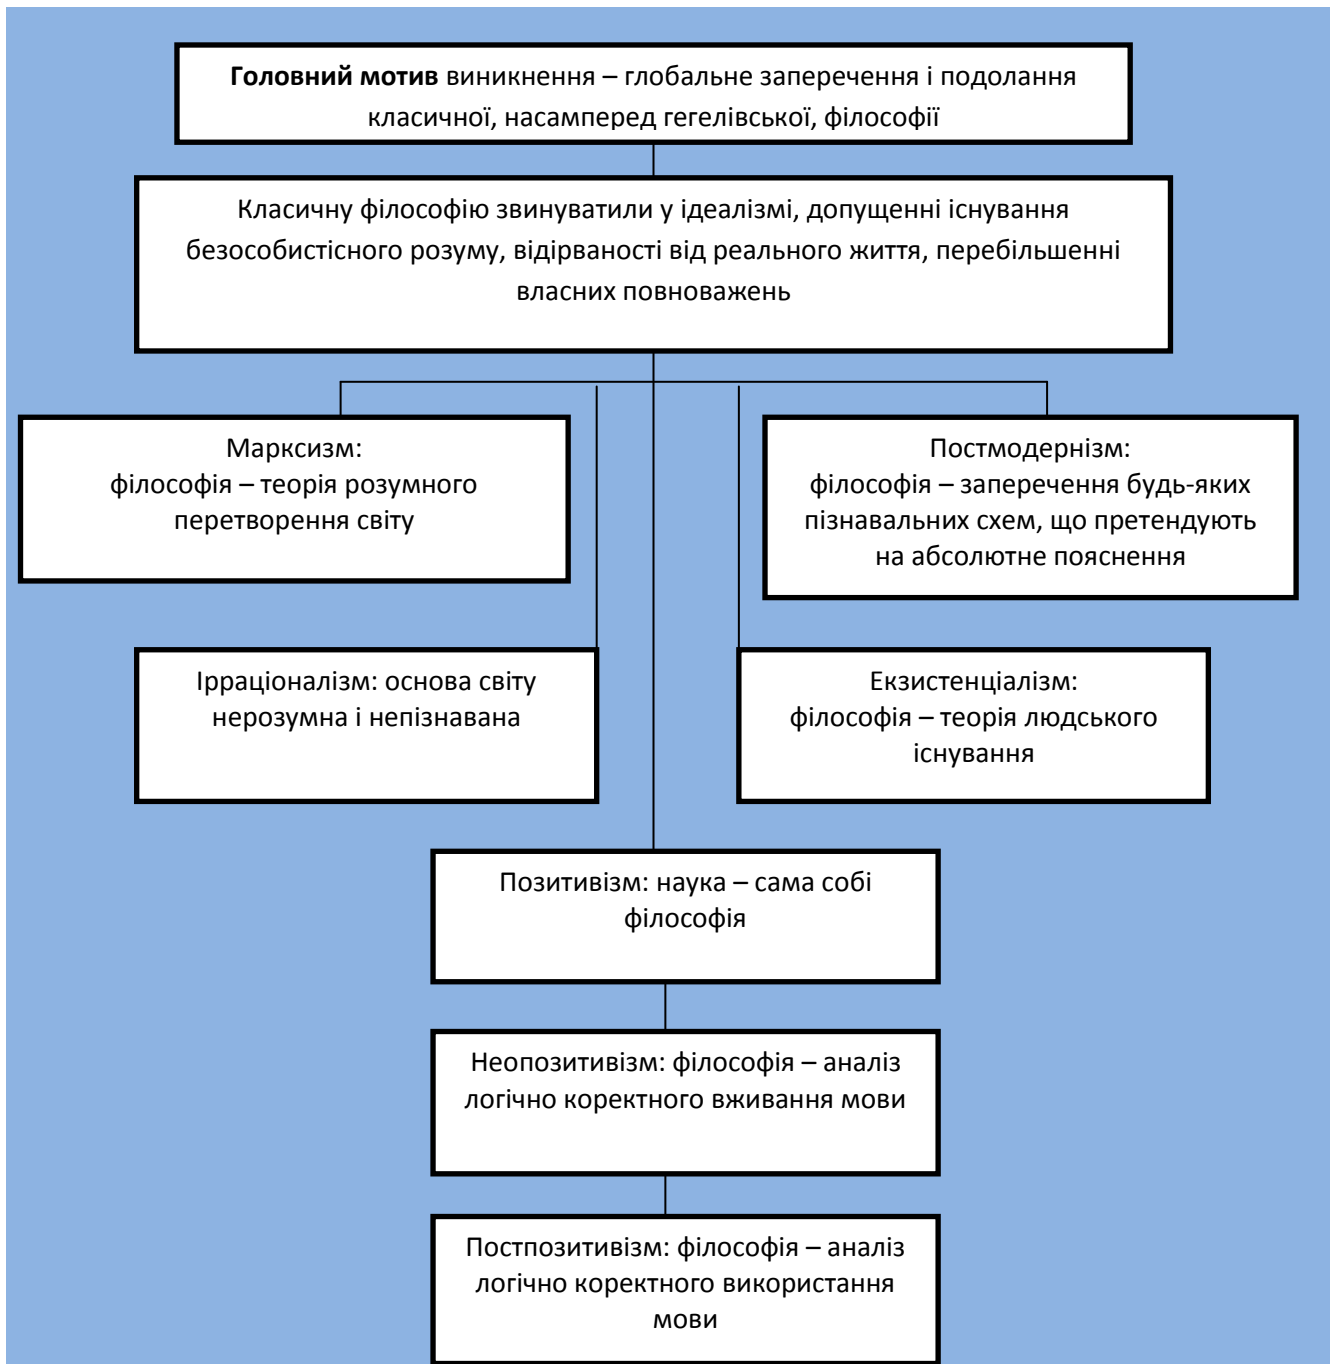 Головний мотив виникнення – глобальне заперечення і подолання
класичної, насамперед гегелівської, філософії
Класичну філософію звинуватили у ідеалізмі, допущенні існування
безособистісного розуму, відірваності від реального життя, перебільшенні
власних повноважень
Марксизм:
філософія – теорія розумного
перетворення світу
Постмодернізм:
філософія – заперечення будь-яких
пізнавальних схем, що претендують
на абсолютне пояснення
Ірраціоналізм: основа світу
нерозумна і непізнавана
Екзистенціалізм:
філософія – теорія людського
існування
Позитивізм: наука – сама собі
філософія
Неопозитивізм: філософія – аналіз
логічно коректного вживання мови
Постпозитивізм: філософія – аналіз
логічно коректного використання
мови